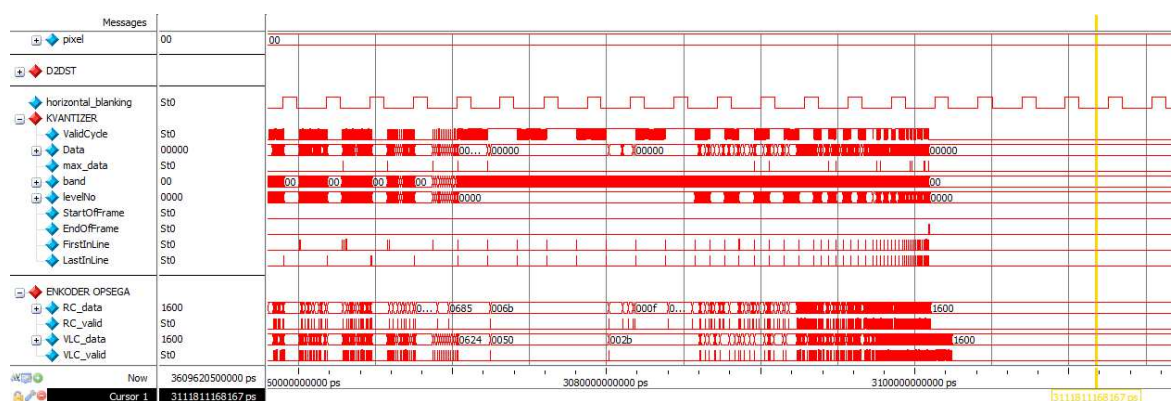 Messages
pixel 00 00
D2DST
horizontal_blanking St0
KVANTIZER
ValidCycle St0
Data 00000 00... 00000 00000 00000
max_data St0
band 00 00 00 00 00 00
levelNo 0000 0000 0000
StartOfFrame St0
EndOfFrame St0
FirstInLine St0
LastInLine St0
ENKODER OPSEGA
RC_data 1600 0... 0685 006b 000f 0... 1600
RC_valid St0
VLC_data 1600 0624 0050 002b 1600
VLC_valid St0
Now 3609620500000 ps 50000000000 ps 3080000000000 ps 3100000000000 ps
Cursor 1 3111811168167 ps 3111811168167 ps